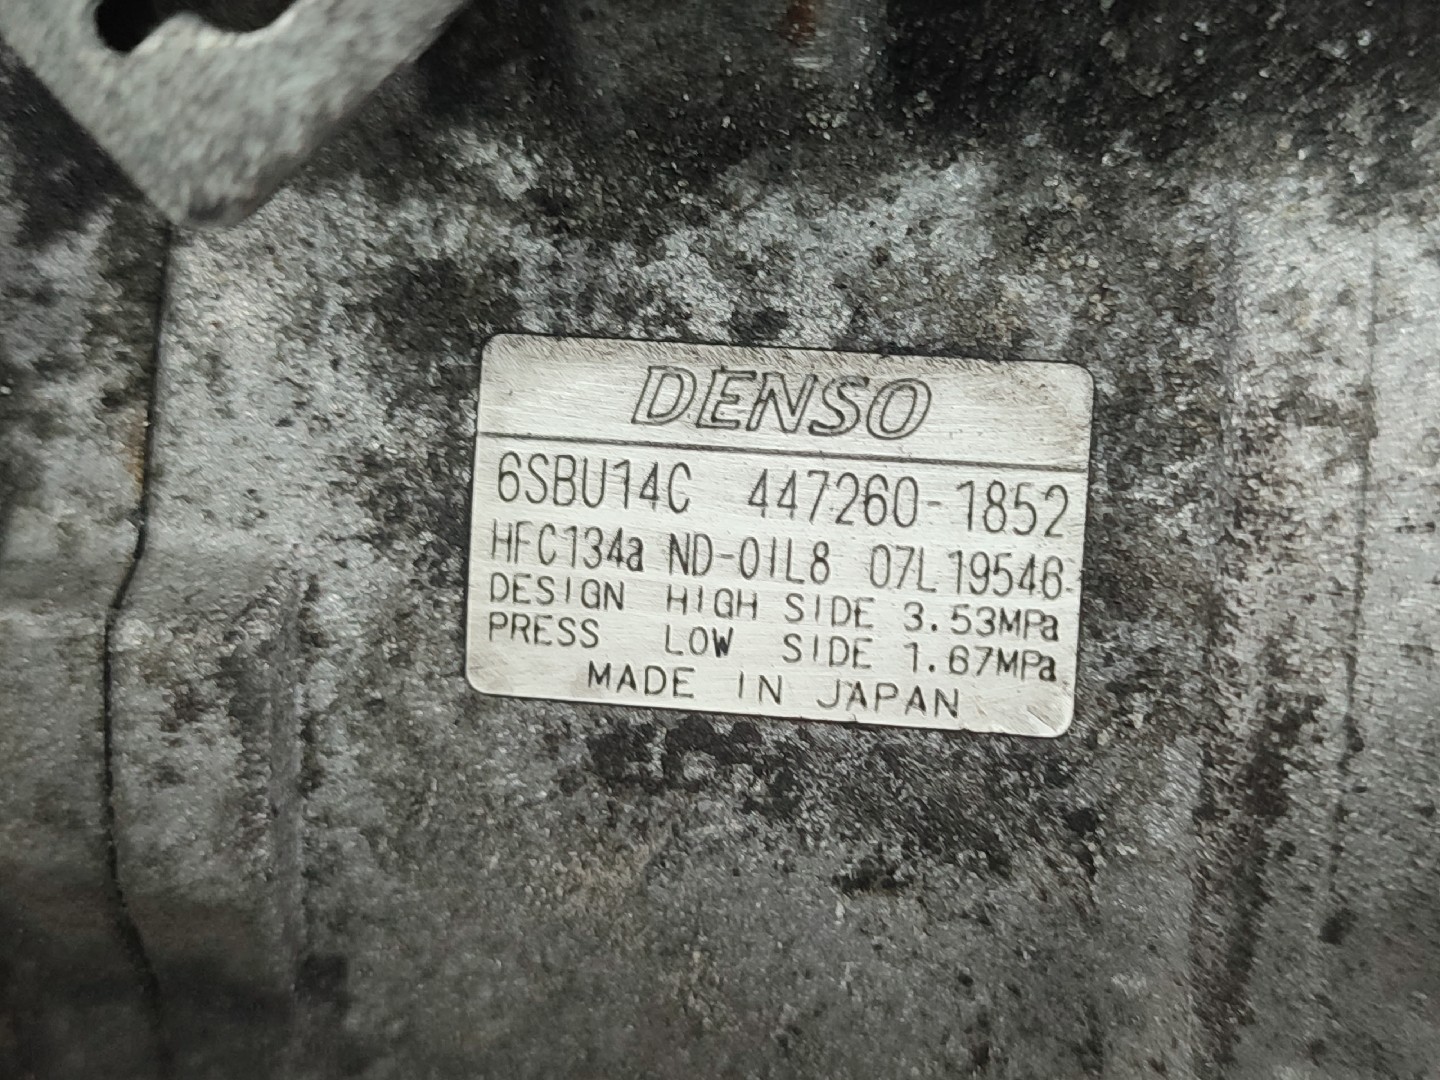 DENSO
6SBU14C 447260-1852
HFC134a ND-OIL8 07L19546
DESIGN HIGH SIDE 3.53MPa
PRESS LOW SIDE 1.67MPa
MADE IN JAPAN